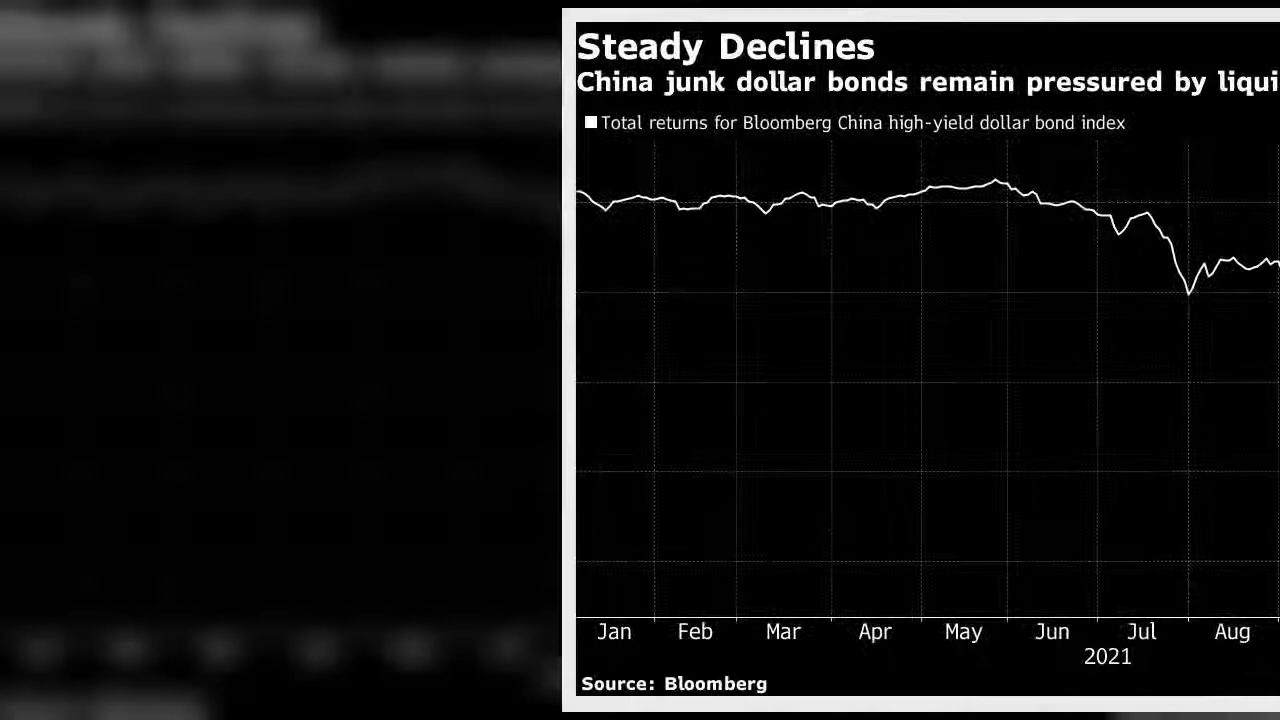 Steady Declines
China junk dollar bonds remain pressured by liqui
Total returns for Bloomberg China high-yield dollar bond index
Jan Feb Mar Apr May Jun Jul Aug
2021
Source: Bloomberg